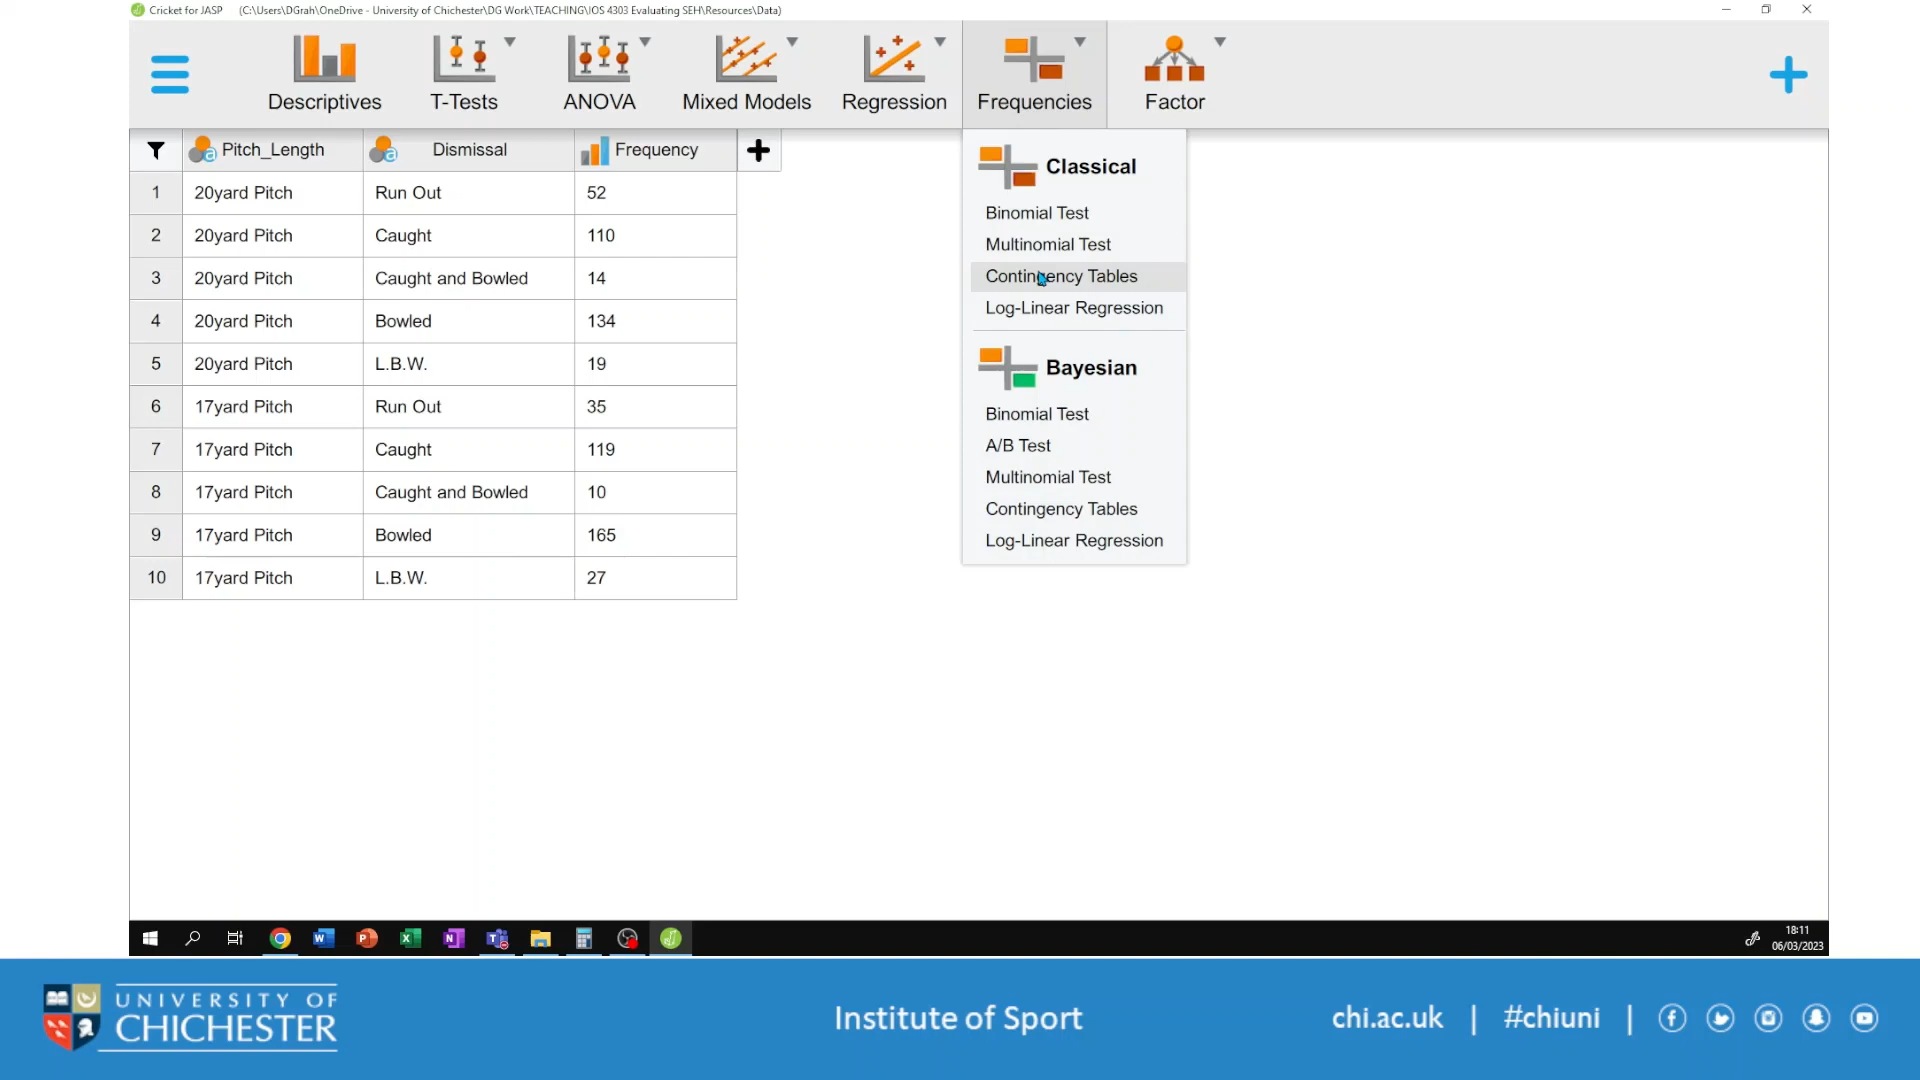 Cricket for JASP (C:\Users\DGrah\OneDrive - University of Chichester\DG Work\TEACHING\IOS 4303 Evaluating SEH\Resources\Data)
Descriptives T-Tests ANOVA Mixed Models Regression Frequencies Factor
Pitch_Length Dismissal Frequency
1 20yard Pitch Run Out 52
2 20yard Pitch Caught 110
3 20yard Pitch Caught and Bowled 14
4 20yard Pitch Bowled 134
5 20yard Pitch L.B.W. 19
6 17yard Pitch Run Out 35
7 17yard Pitch Caught 119
8 17yard Pitch Caught and Bowled 10
9 17yard Pitch Bowled 165
10 17yard Pitch L.B.W. 27
Classical
Binomial Test
Multinomial Test
Contingency Tables
Log-Linear Regression
Bayesian
Binomial Test
A/B Test
Multinomial Test
Contingency Tables
Log-Linear Regression
18:11
06/03/2023
UNIVERSITY OF
CHICHESTER
Institute of Sport
chi.ac.uk | #chiuni |